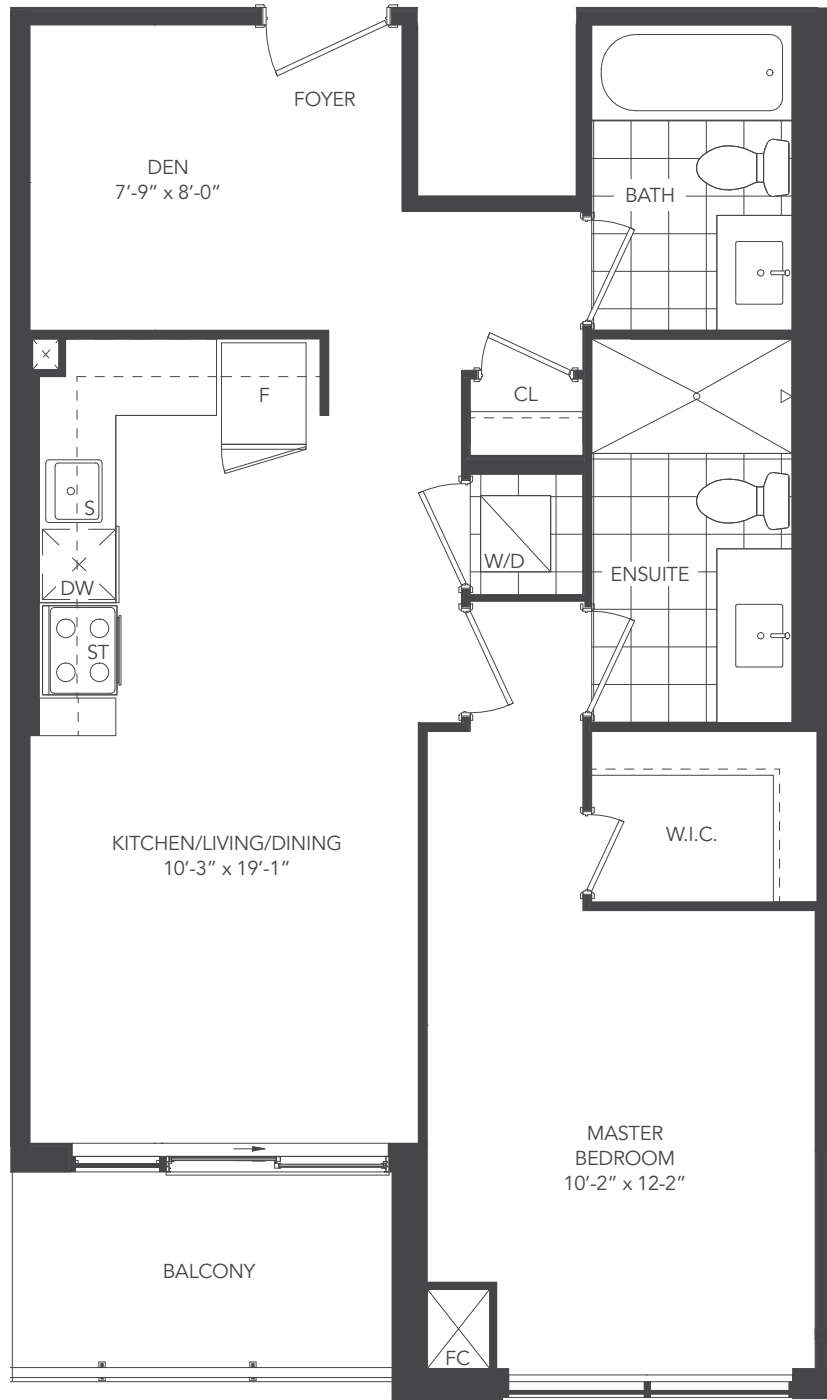 FOYER
DEN
7'-9" x 8'-0"
BATH
F
CL
S
W/D
DW
ENSUITE
ST
KITCHEN/LIVING/DINING
10'-3" x 19'-1"
W.I.C.
MASTER
BEDROOM
10'-2" x 12-2"
BALCONY
FC